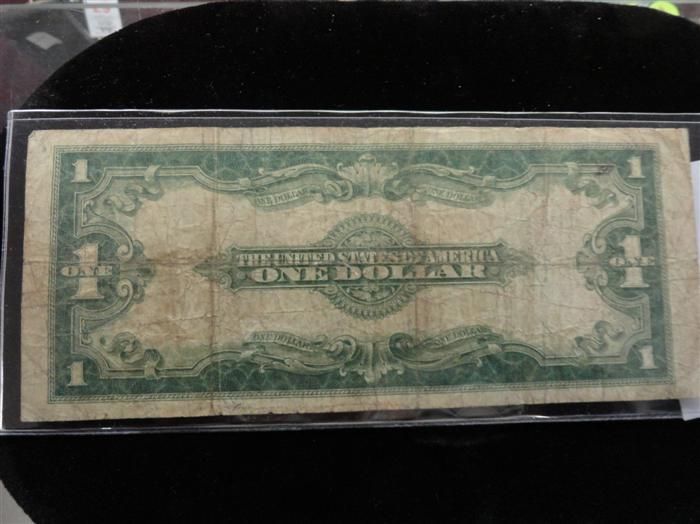 1 ONE DOLLAR ONE DOLLAR 1
THE UNITED STATES OF AMERICA
1 ONE ONE DOLLAR 1 ONE
ONE DOLLAR ONE DOLLAR
1 1